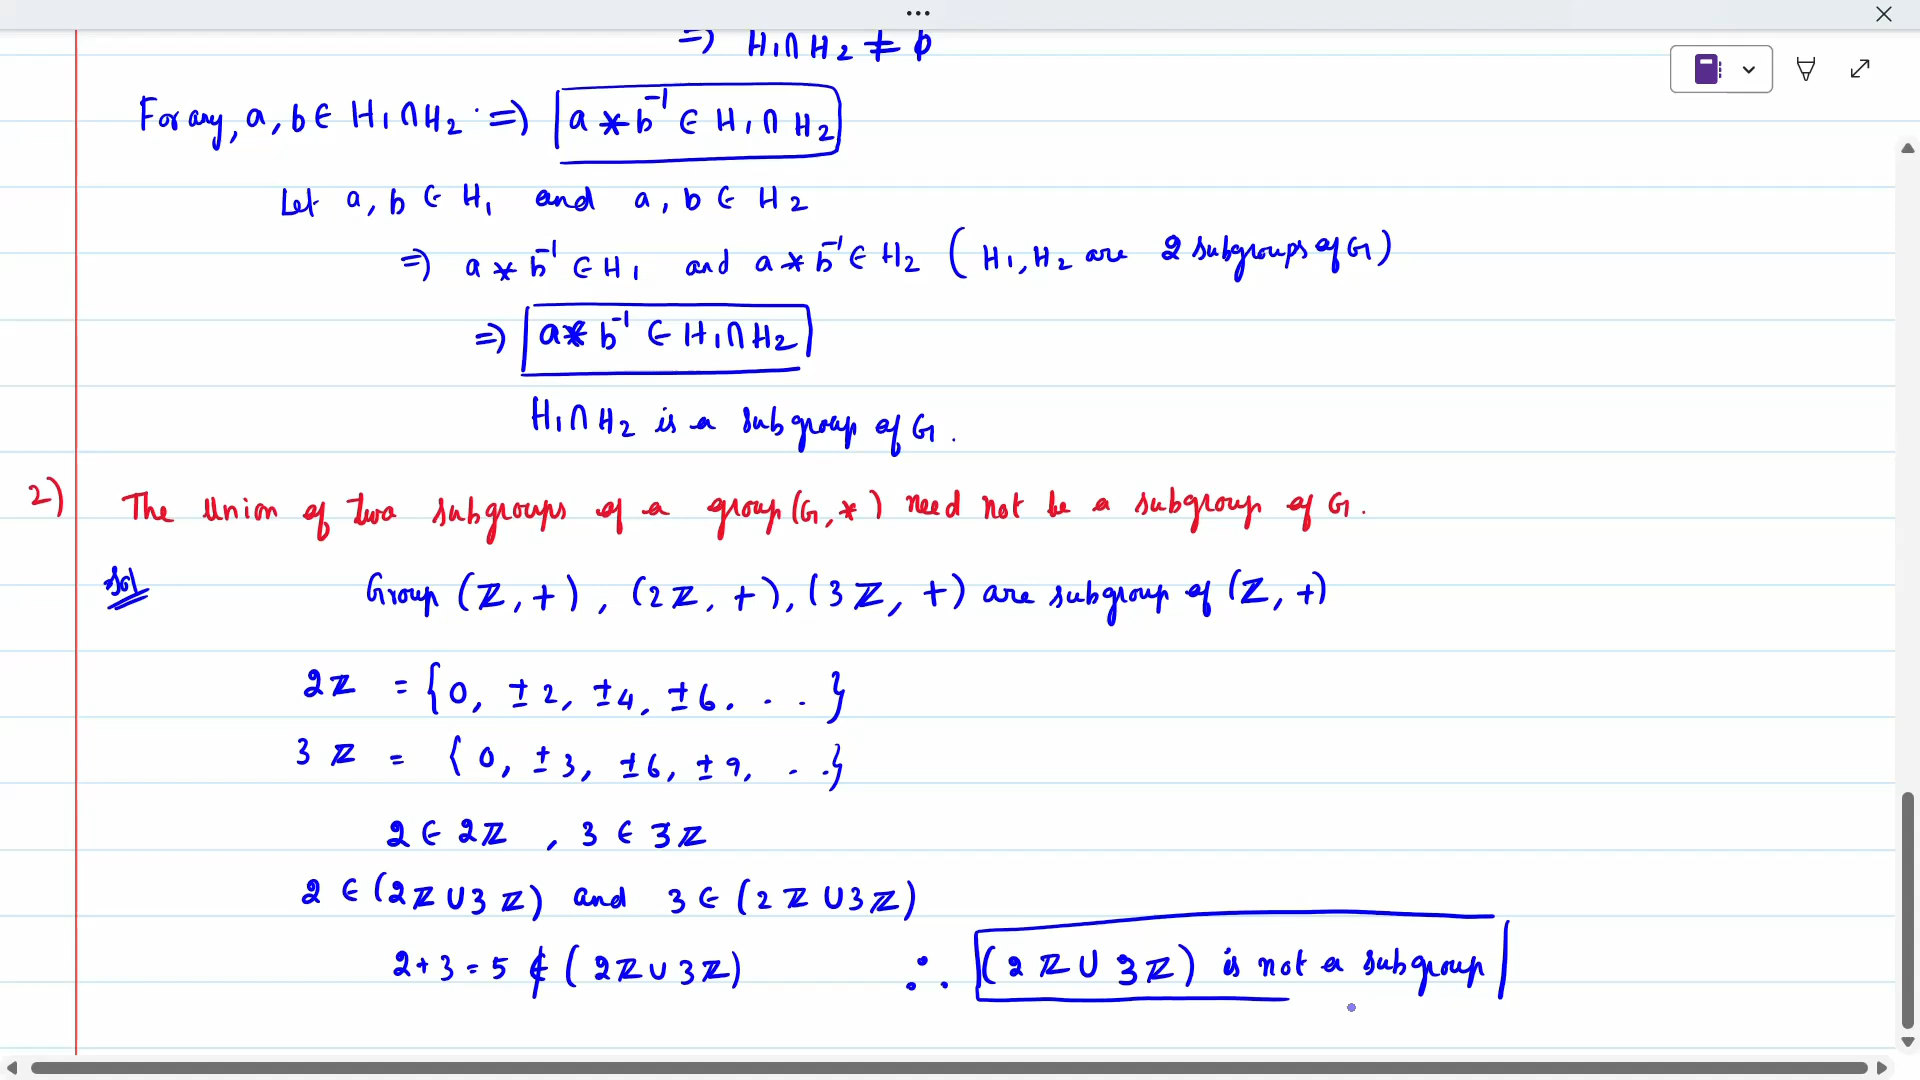 ⇒ H₁∩H₂ ≠ ϕ
For any, a, b ∈ H₁∩H₂ ⇒ a * b⁻¹ ∈ H₁∩H₂
Let a, b ∈ H₁ and a, b ∈ H₂
⇒ a * b⁻¹ ∈ H₁ and a * b⁻¹ ∈ H₂ ( H₁, H₂ are 2 subgroups of G )
⇒ a * b⁻¹ ∈ H₁∩H₂
H₁∩H₂ is a subgroup of G.
2) The Union of two subgroups of a group (G, *) need not be a subgroup of G.
Sol Group (ℤ, +), (2ℤ, +), (3ℤ, +) are subgroup of (ℤ, +)
2ℤ = {0, ±2, ±4, ±6, . . }
3ℤ = {0, ±3, ±6, ±9, . . }
2 ∈ 2ℤ , 3 ∈ 3ℤ
2 ∈ (2ℤ ∪ 3ℤ) and 3 ∈ (2ℤ ∪ 3ℤ)
2 + 3 = 5 ∉ (2ℤ ∪ 3ℤ) ∴ (2ℤ ∪ 3ℤ) is not a subgroup